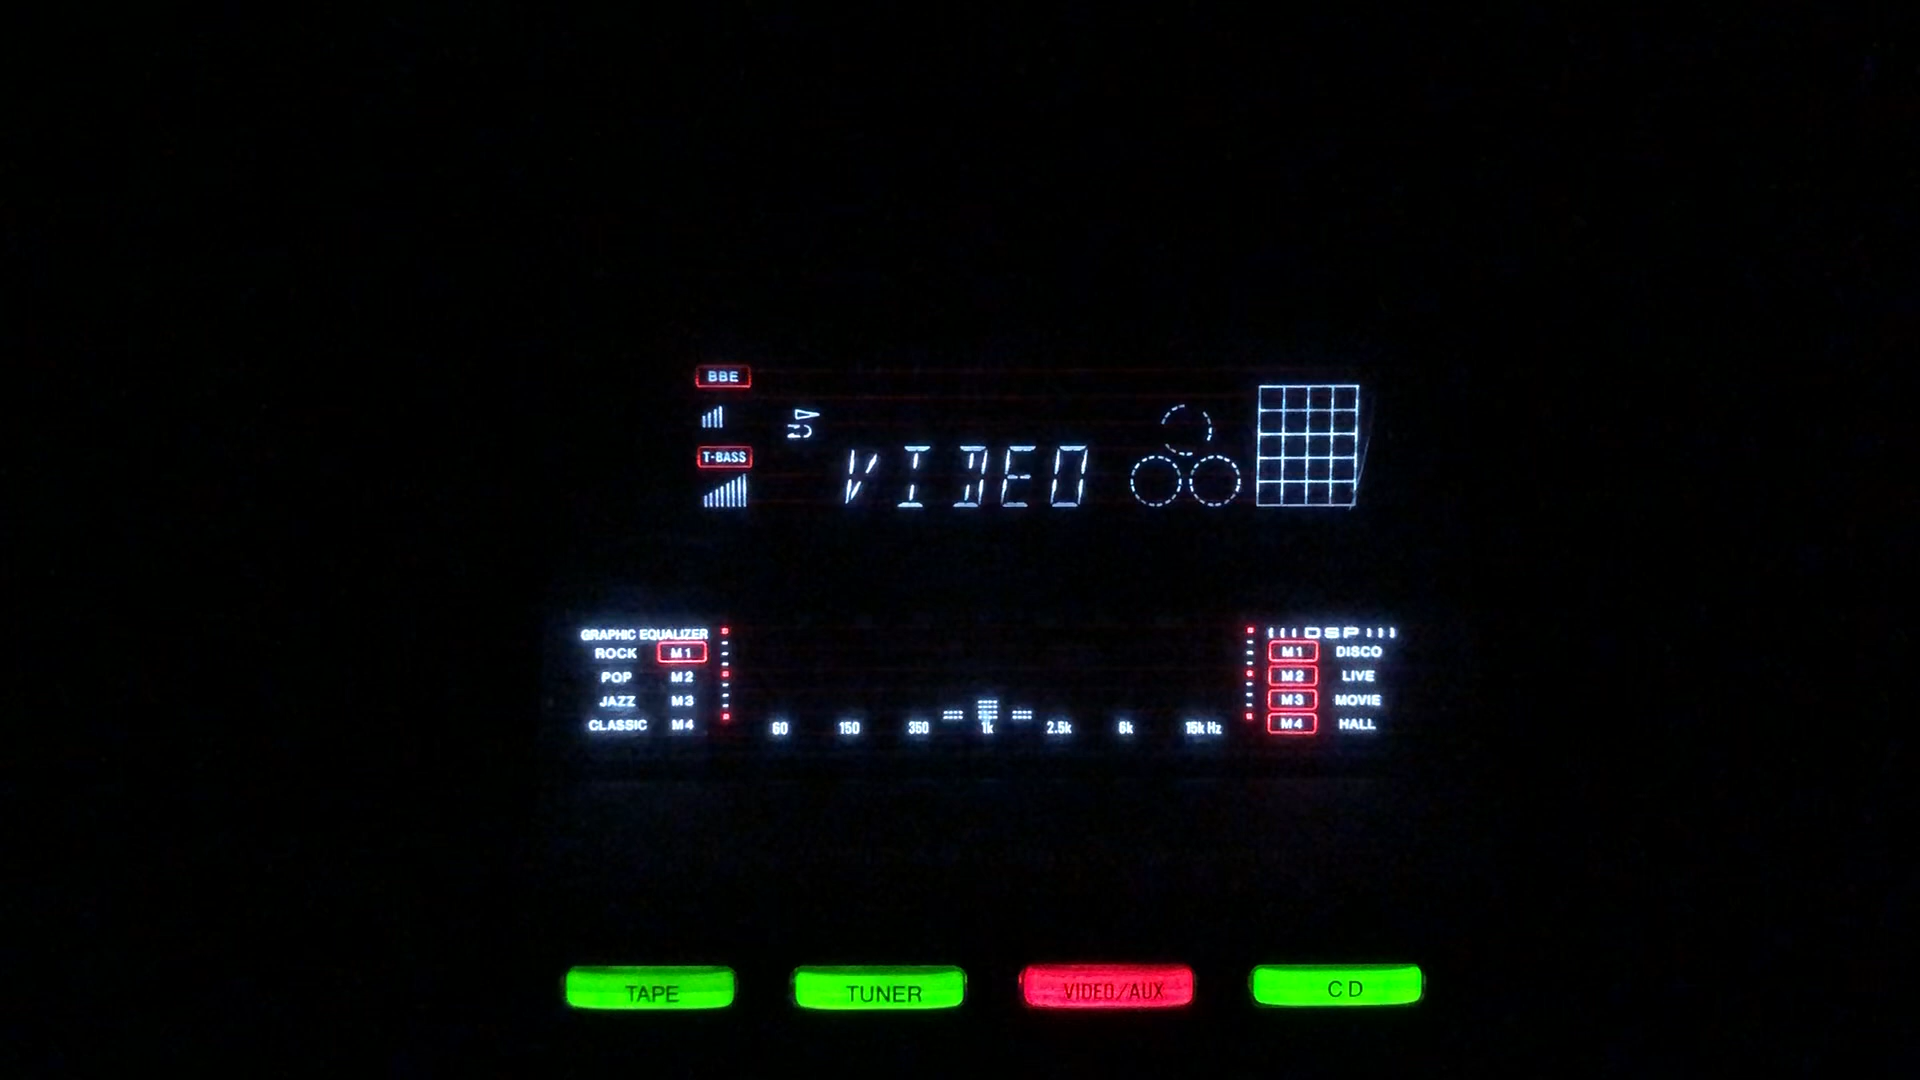 BBE
T-BASS
VIDEO
GRAPHIC EQUALIZER
ROCK M1
POP M2
JAZZ M3
CLASSIC M4
60 150 350 1k 2.5k 6k 15k Hz
DSP
M1 DISCO
M2 LIVE
M3 MOVIE
M4 HALL
TAPE TUNER VIDEO/AUX CD